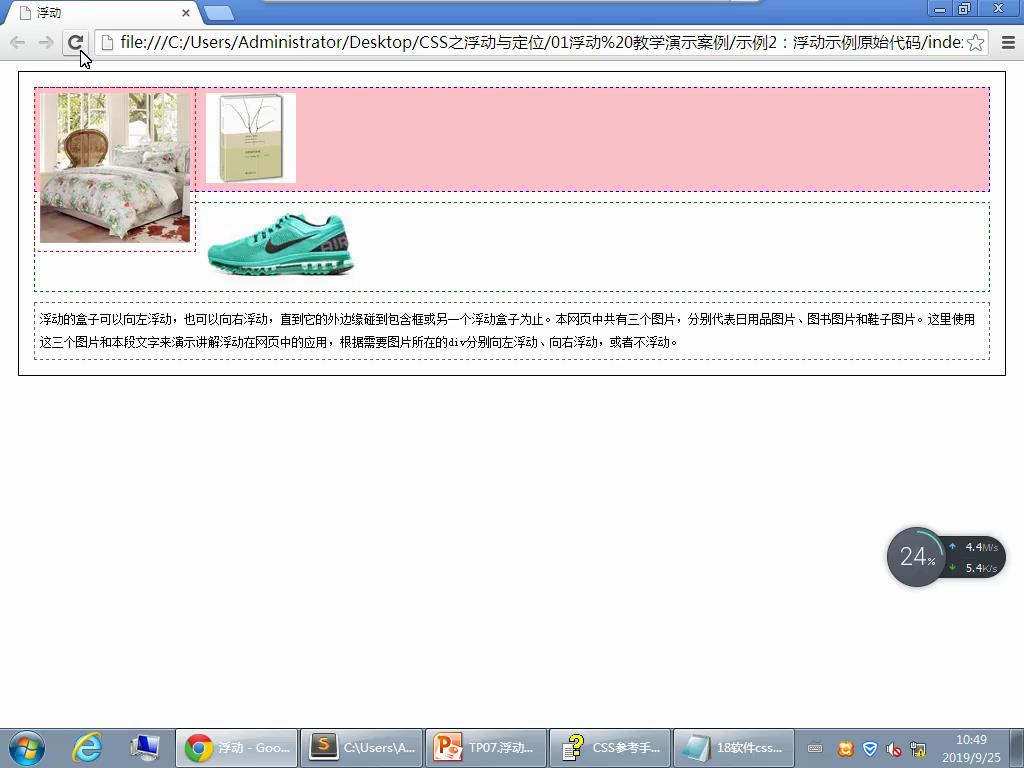 浮动
file:///C:/Users/Administrator/Desktop/CSS之浮动与定位/01浮动%20教学演示案例/示例2：浮动示例原始代码/index
AIR
浮动的盒子可以向左浮动，也可以向右浮动，直到它的外边缘碰到包含框或另一个浮动盒子为止。本网页中共有三个图片，分别代表日用品图片、图书图片和鞋子图片。这里使用
这三个图片和本段文字来演示讲解浮动在网页中的应用，根据需要图片所在的div分别向左浮动、向右浮动，或者不浮动。
24%
4.4M/s
5.4K/s
浮动 - Goo...
C:\Users\A...
TP07.浮动...
CSS参考手...
18软件css...
10:49
2019/9/25